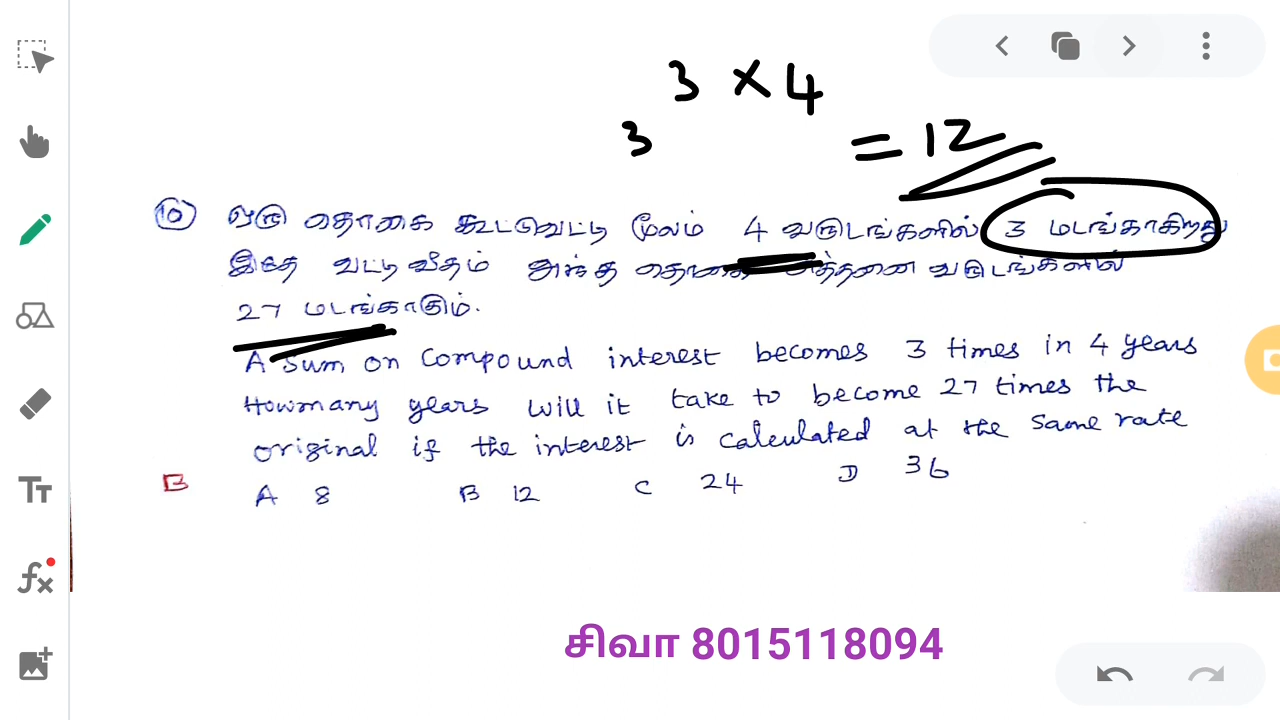 3 × 4
3
= 12
10 ஒரு தொகை கூட்டுவட்டி மூலம் 4 வருடங்களில் 3 மடங்காகிறது
இதே வட்டி வீதம் அந்த தொகை எத்தனை வருடங்களில்
27 மடங்காகும்.
A sum on compound interest becomes 3 times in 4 years
Howmany years will it take to become 27 times the
original if the interest is calculated at the same rate
B A 8 B 12 C 24 D 36
சிவா 8015118094
Tт
fx